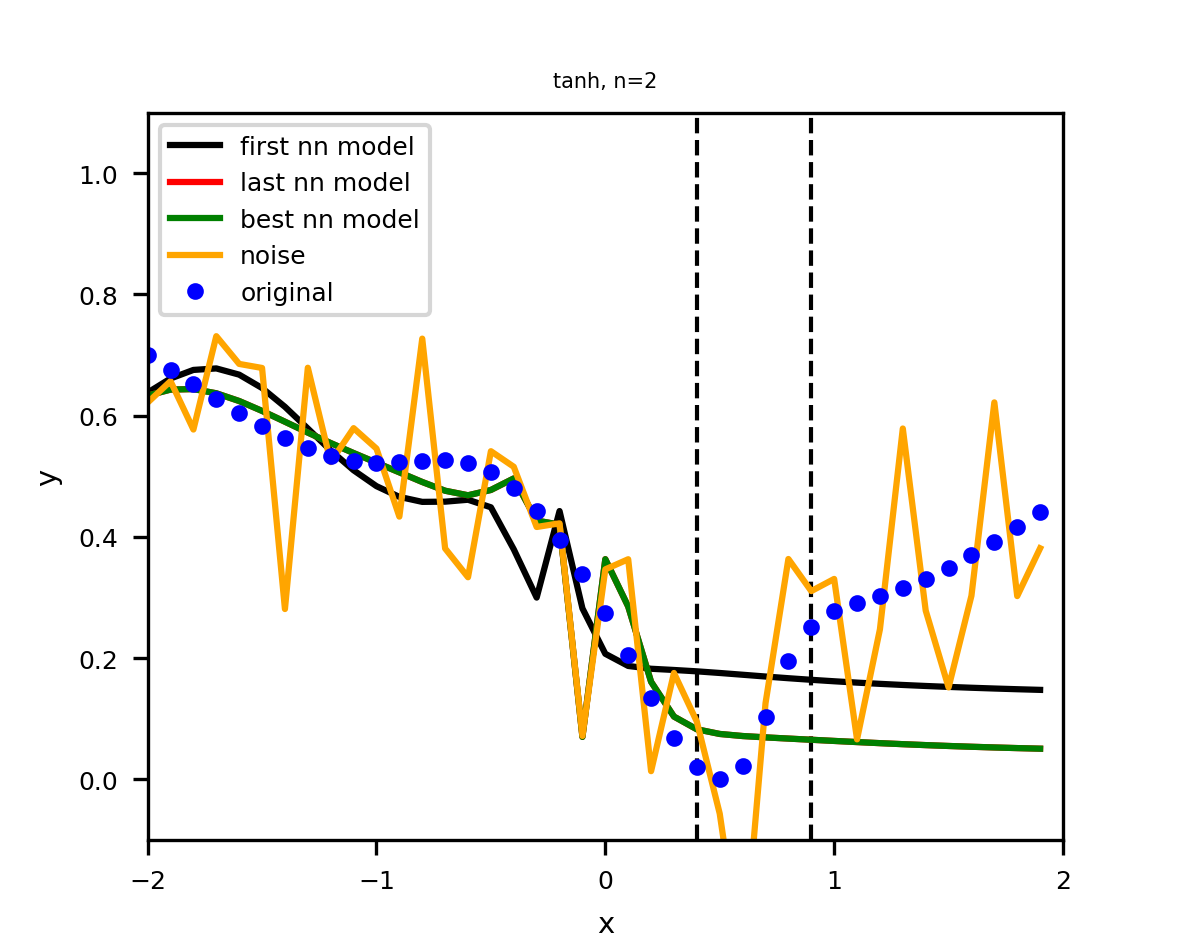 tanh, n=2
first nn model
last nn model
best nn model
noise
original
1.0
0.8
0.6
0.4
0.2
0.0
y
−2 −1 0 1 2
x